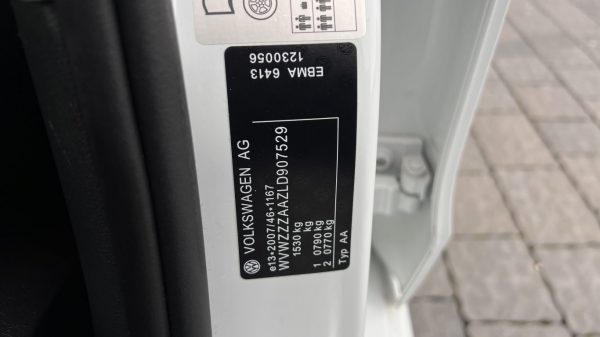 VOLKSWAGEN AG
e13*2007/46*1167
WVWZZZAAZLD907529
1530 kg
kg
1 0790 kg
2 0770 kg
Typ AA
EBMA 6413
1230056